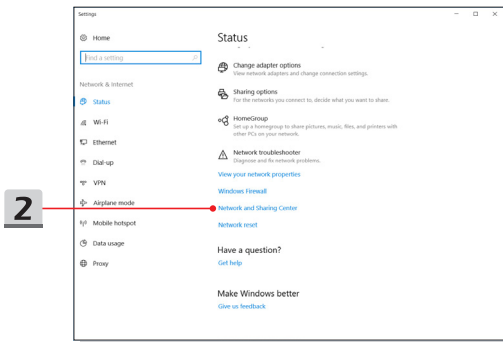 Settings
Home
Find a setting
Network & Internet
Status
Wi-Fi
Ethernet
Dial-up
VPN
Airplane mode
Mobile hotspot
Data usage
Proxy
2
Status
Change adapter options
View network adapters and change connection settings.
Sharing options
For the networks you connect to, decide what you want to share.
HomeGroup
Set up a homegroup to share pictures, music, files, and printers with
other PCs on your network.
Network troubleshooter
Diagnose and fix network problems.
View your network properties
Windows Firewall
Network and Sharing Center
Network reset
Have a question?
Get help
Make Windows better
Give us feedback